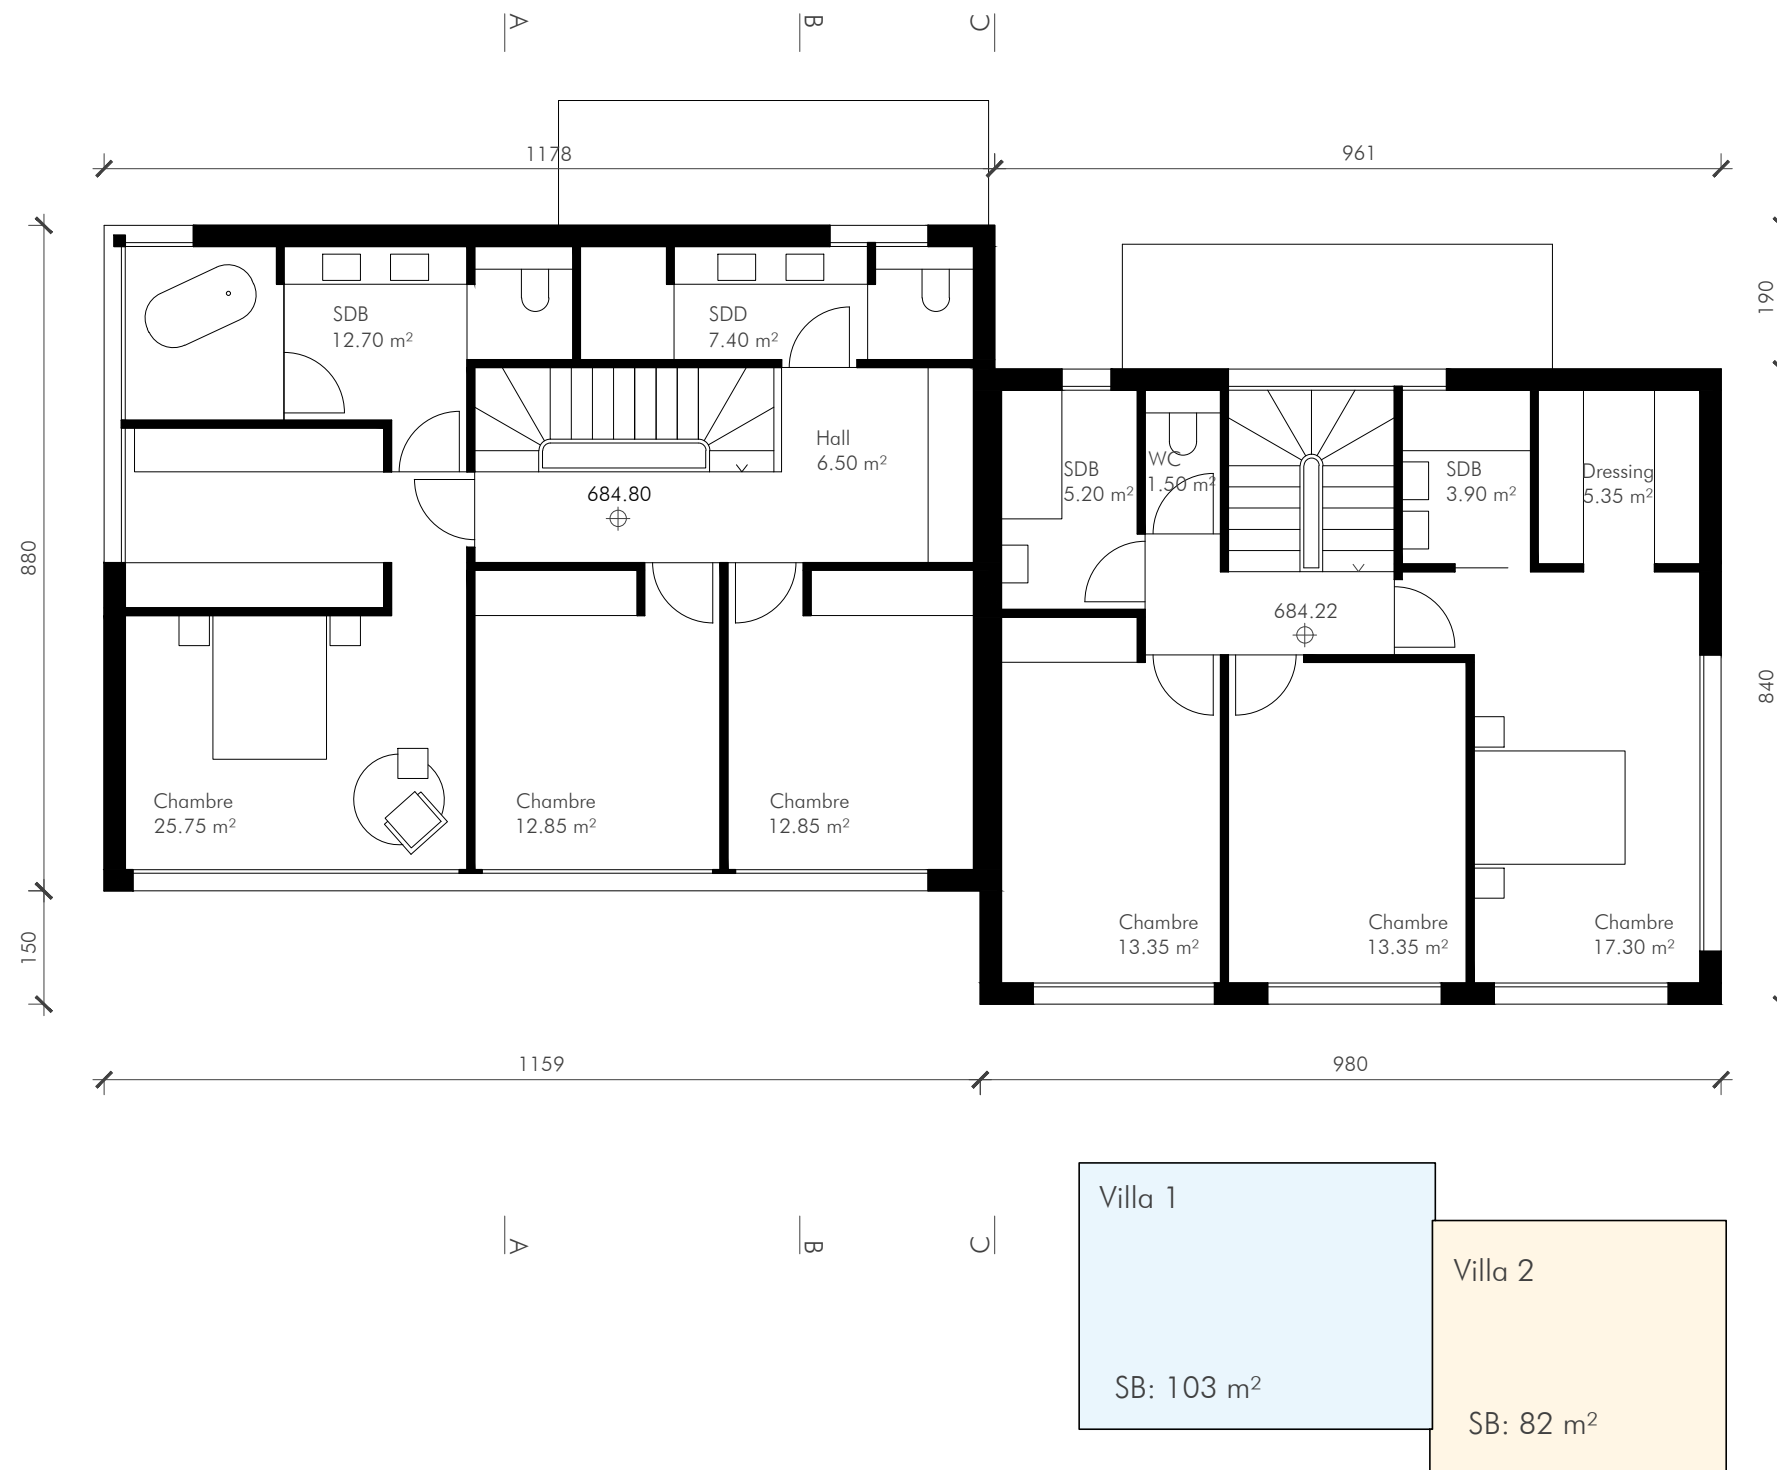 A
B
C
1178
961
190
SDB
12.70 m²
SDD
7.40 m²
Hall
6.50 m²
684.80
SDB
5.20 m²
WC
1.50 m²
SDB
3.90 m²
Dressing
5.35 m²
880
684.22
840
Chambre
25.75 m²
Chambre
12.85 m²
Chambre
12.85 m²
Chambre
13.35 m²
Chambre
13.35 m²
Chambre
17.30 m²
150
1159
980
A
B
C
Villa 1
SB: 103 m²
Villa 2
SB: 82 m²